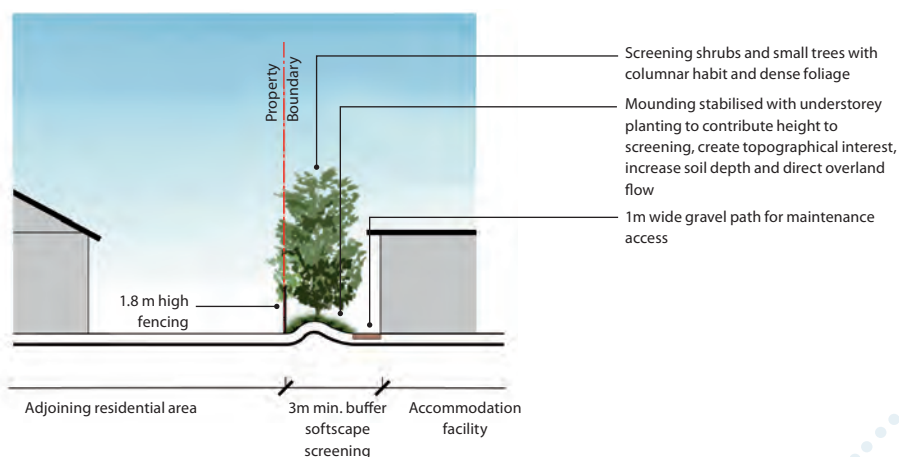 Property
Boundary
Screening shrubs and small trees with
columnar habit and dense foliage
Mounding stabilised with understorey
planting to contribute height to
screening, create topographical interest,
increase soil depth and direct overland
flow
1m wide gravel path for maintenance
access
1.8 m high
fencing
Adjoining residential area
3m min. buffer
softscape
screening
Accommodation
facility